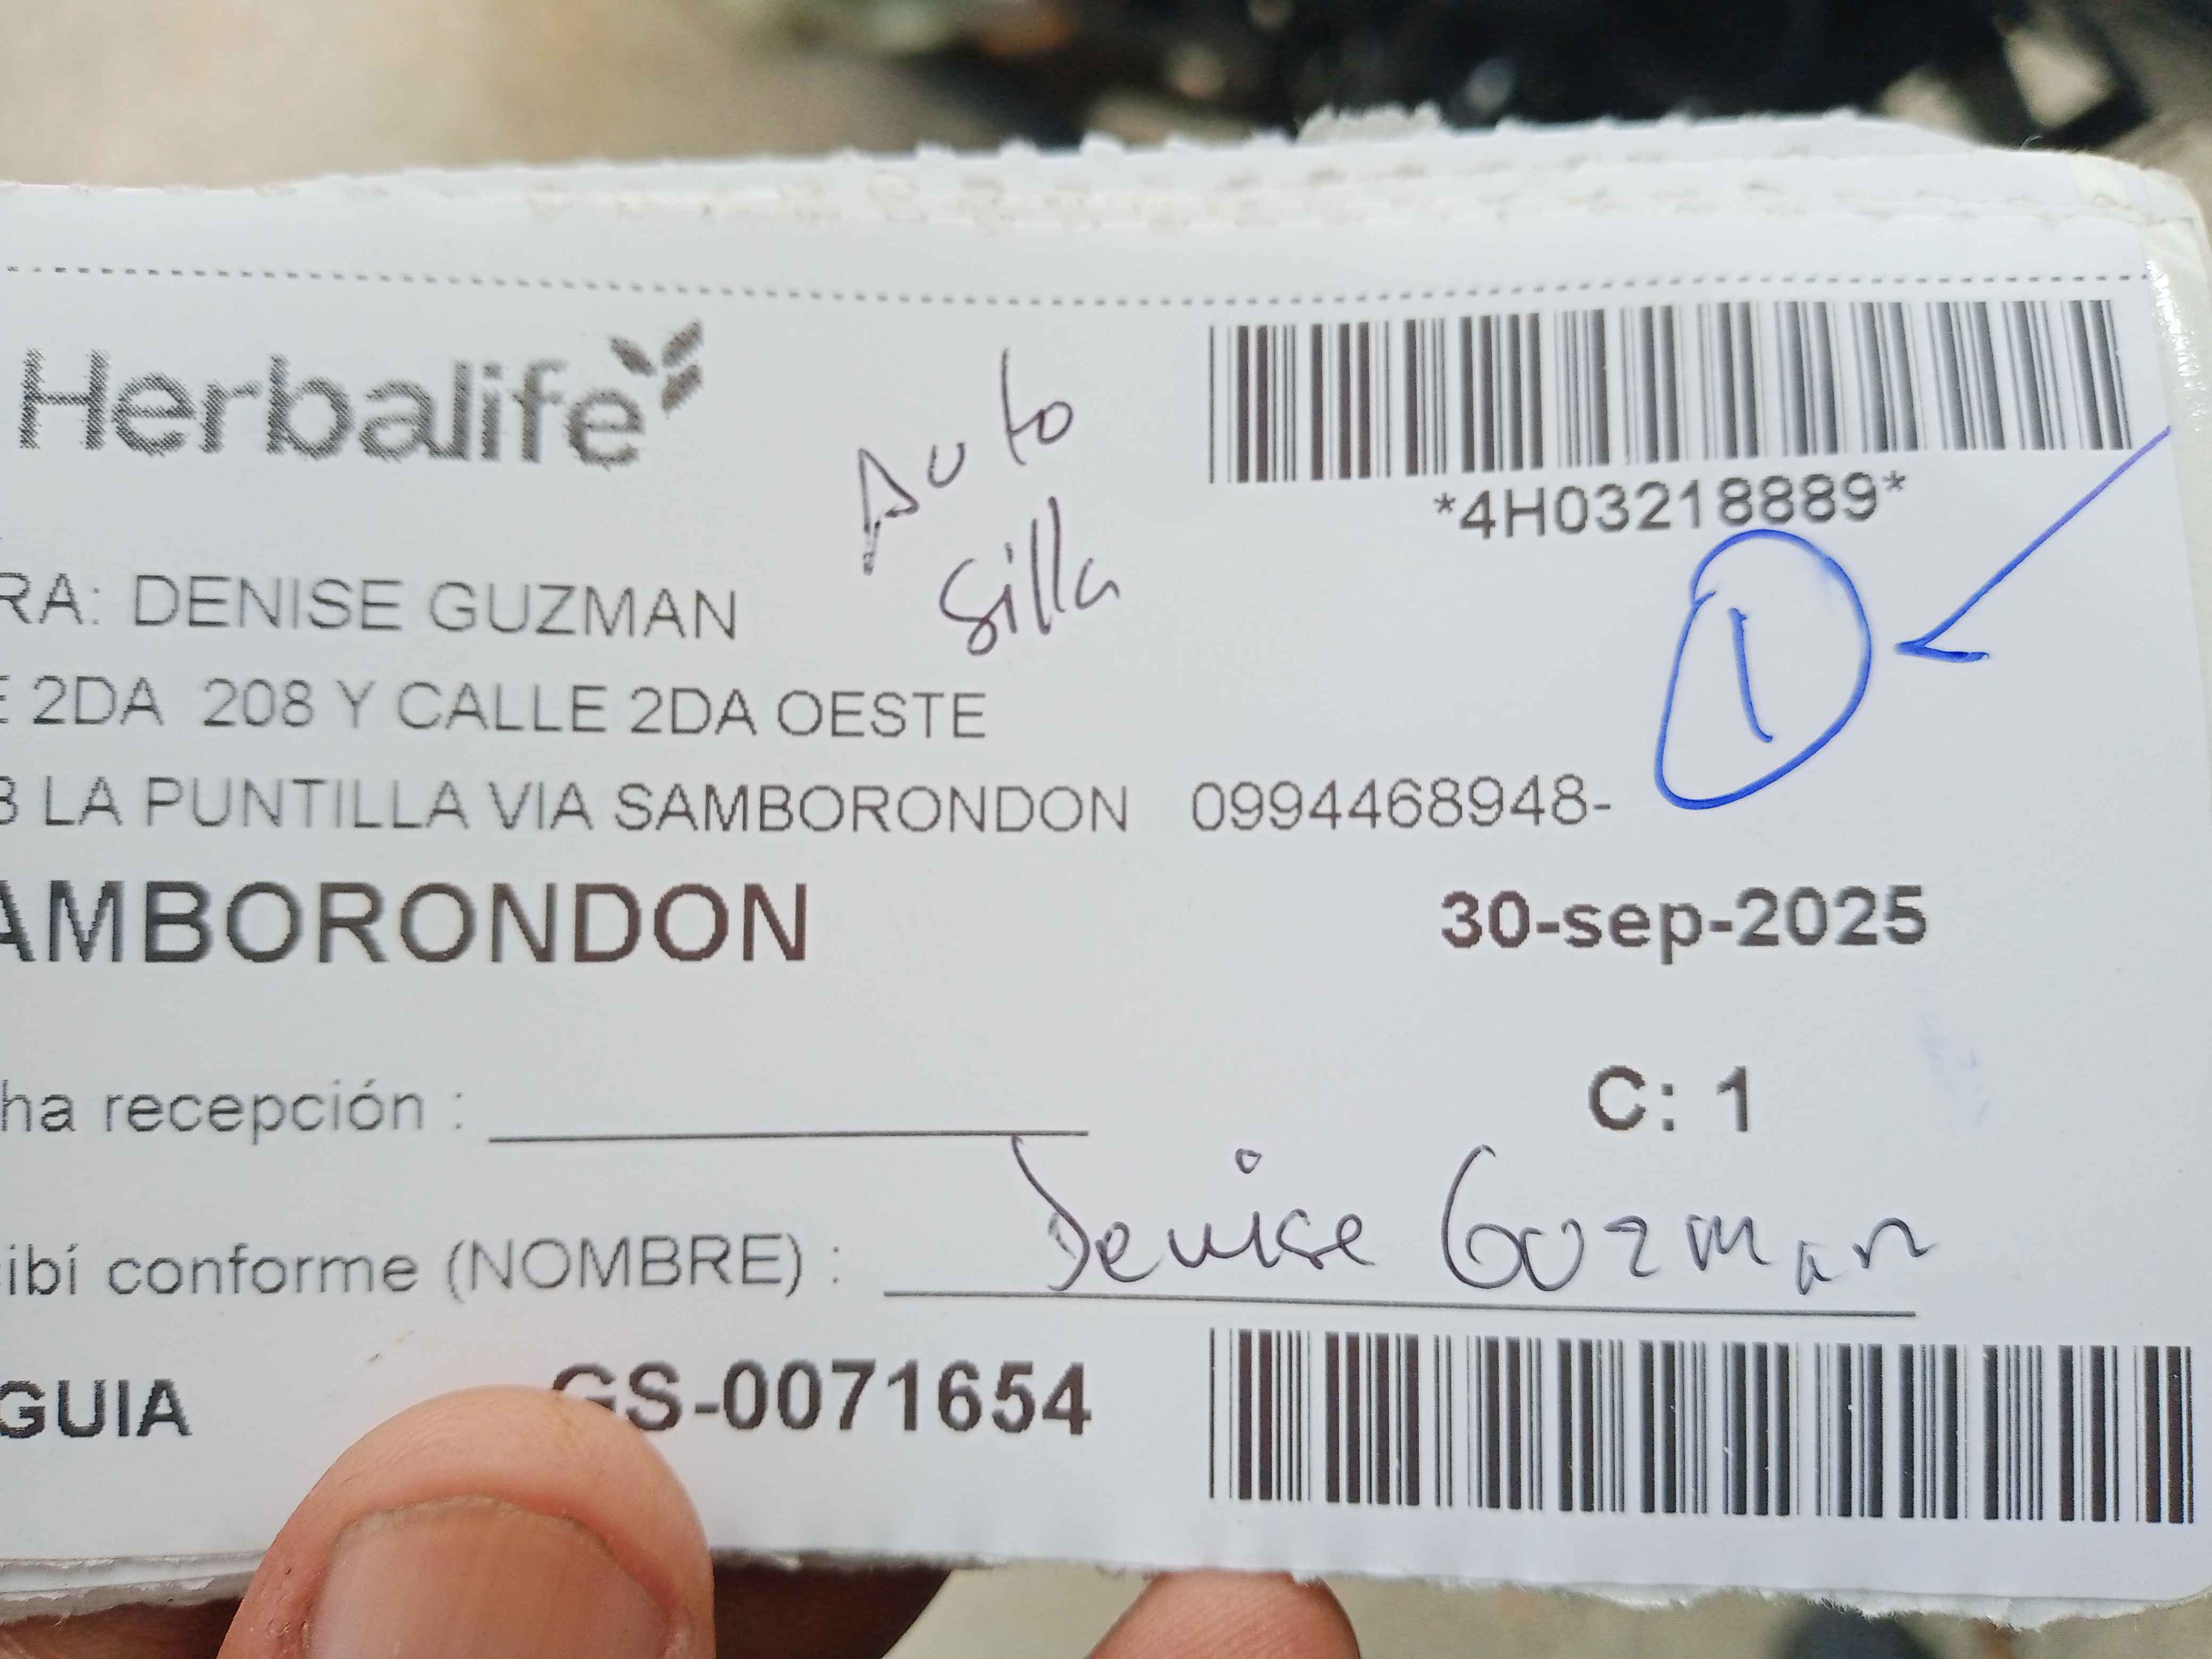 Herbalife
Auto
silla
*4H03218889*
1
RA: DENISE GUZMAN
E 2DA 208 Y CALLE 2DA OESTE
3 LA PUNTILLA VIA SAMBORONDON 0994468948-
AMBORONDON 30-sep-2025
ha recepción : C: 1
ibí conforme (NOMBRE) : Denise Guzman
GUIA GS-0071654